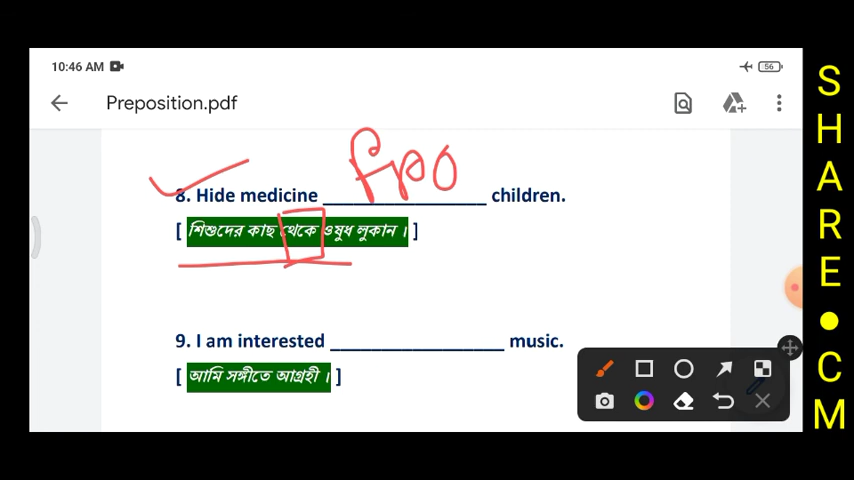 10:46 AM
56
Preposition.pdf
fro
8. Hide medicine ________________ children.
[ শিশুদের কাছ থেকে ওষুধ লুকান । ]
9. I am interested _________________ music.
[ আমি সঙ্গীতে আগ্রহী । ]
SHARE ● CM